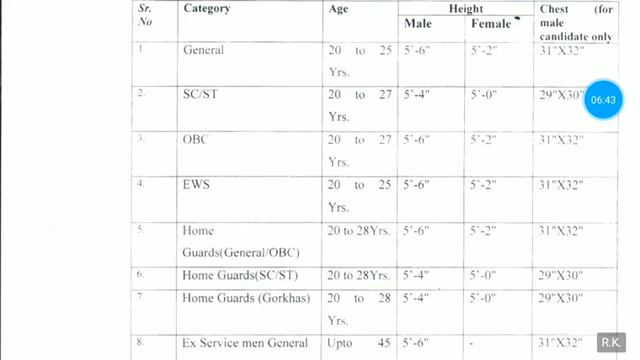 Sr. No Category Age Height Chest (for male candidate only
Male Female
1. General 20 to 25 Yrs. 5'-6" 5'-2" 31"X32"
2. SC/ST 20 to 27 Yrs. 5'-4" 5'-0" 29"X30"
3. OBC 20 to 27 Yrs. 5'-6" 5'-2" 31"X32"
4. EWS 20 to 25 Yrs. 5'-6" 5'-2" 31"X32"
5. Home Guards(General/OBC) 20 to 28Yrs. 5'-6" 5'-2" 31"X32"
6. Home Guards(SC/ST) 20 to 28Yrs. 5'-4" 5'-0" 29"X30"
7 Home Guards (Gorkhas) 20 to 28 Yrs. 5'-4" 5'-0" 29"X30"
8. Ex Service men General Upto 45 5'-6" - 31"X32"
06:43
R.K.